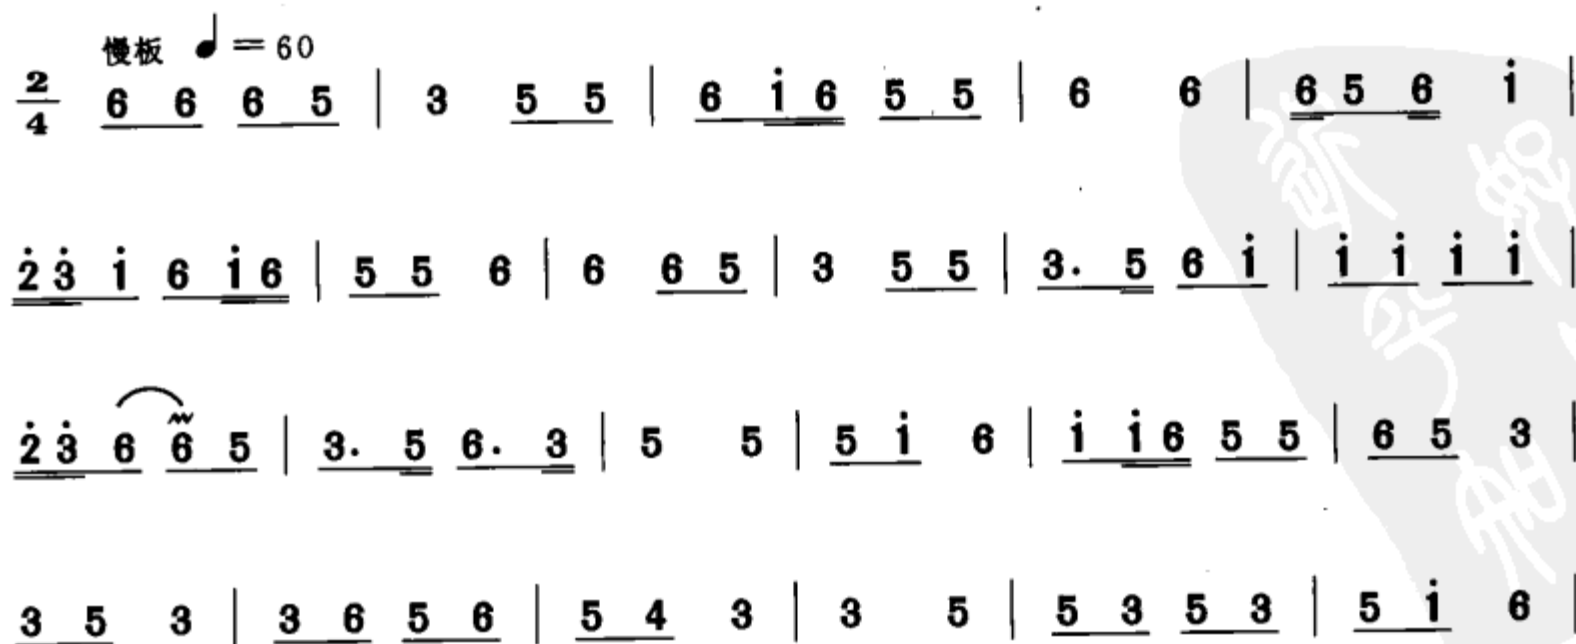 慢板 ♩=60
2/4 6 6 6 5 | 3 5 5 | 6 i̇ 6 5 5 | 6 6 | 6 5 6 i̇ |
2̇ 3̇ i̇ 6 i̇ 6 | 5 5 6 | 6 6 5 | 3 5 5 | 3. 5 6 i̇ | i̇ i̇ i̇ i̇ |
2̇ 3̇ 6 6 5 | 3. 5 6. 3 | 5 5 | 5 i̇ 6 | i̇ i̇ 6 5 5 | 6 5 3 |
3 5 3 | 3 6 5 6 | 5 4 3 | 3 5 | 5 3 5 3 | 5 i̇ 6 |